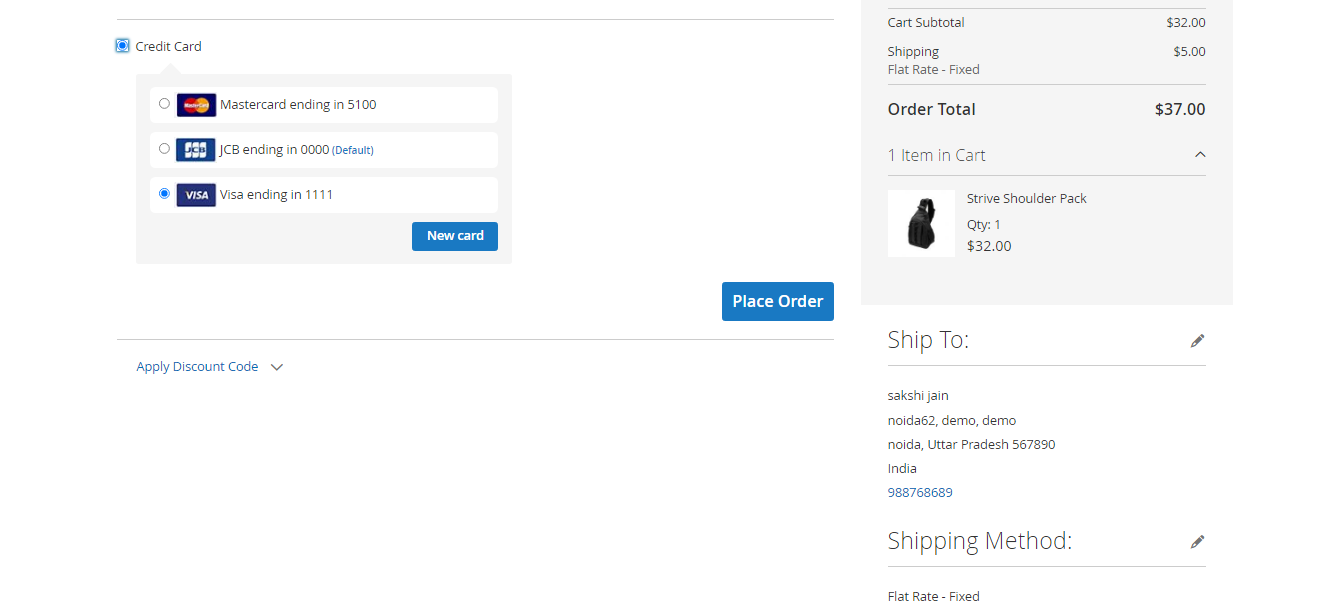 Credit Card
MasterCard Mastercard ending in 5100
JCB JCB ending in 0000 (Default)
VISA Visa ending in 1111
New card
Place Order
Apply Discount Code
Cart Subtotal $32.00
Shipping $5.00
Flat Rate - Fixed
Order Total $37.00
1 Item in Cart
Strive Shoulder Pack
Qty: 1
$32.00
Ship To:
sakshi jain
noida62, demo, demo
noida, Uttar Pradesh 567890
India
988768689
Shipping Method:
Flat Rate - Fixed